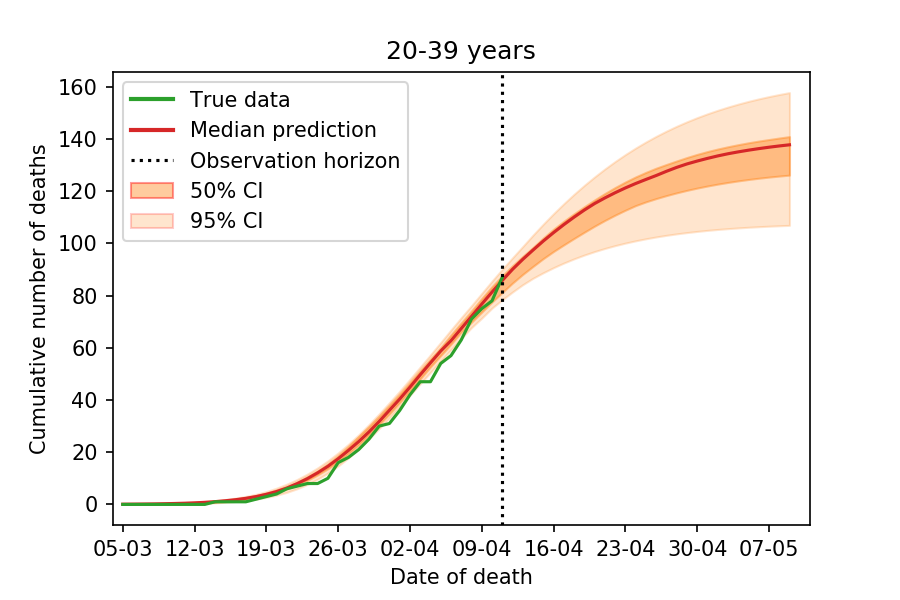 20-39 years
Cumulative number of deaths
160
140
120
100
80
60
40
20
0
True data
Median prediction
Observation horizon
50% CI
95% CI
05-03 12-03 19-03 26-03 02-04 09-04 16-04 23-04 30-04 07-05
Date of death